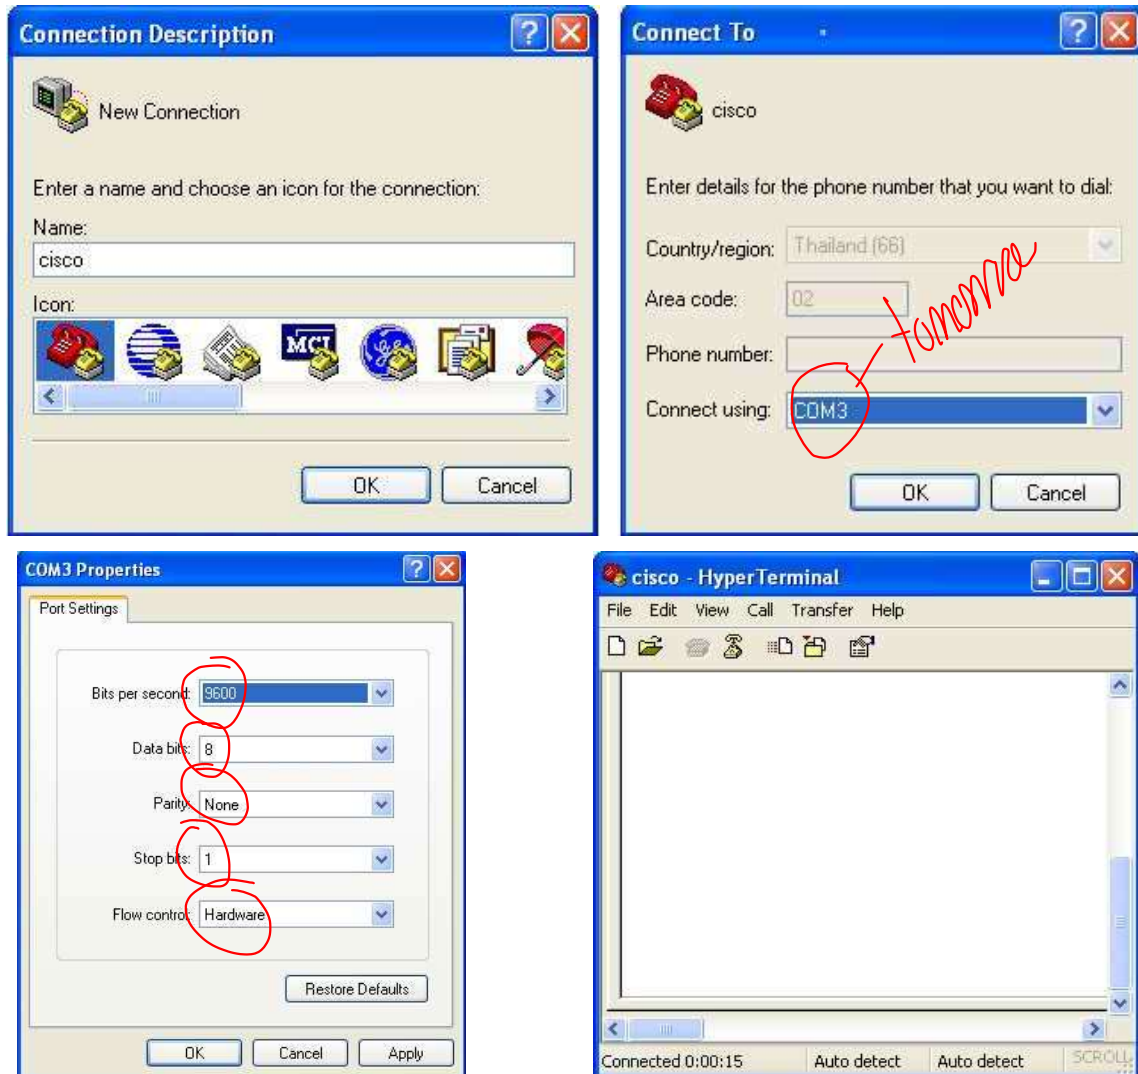 Connection Description
New Connection
Enter a name and choose an icon for the connection:
Name:
cisco
Icon:
MCI
OK
Cancel
Connect To
cisco
Enter details for the phone number that you want to dial:
Country/region:
Thailand (66)
Area code:
02
Phone number:
Connect using:
COM3
OK
Cancel
COM3 Properties
Port Settings
Bits per second:
9600
Data bits:
8
Parity:
None
Stop bits:
1
Flow control:
Hardware
Restore Defaults
OK
Cancel
Apply
cisco - HyperTerminal
File Edit View Call Transfer Help
Connected 0:00:15
Auto detect
Auto detect
SCROLL